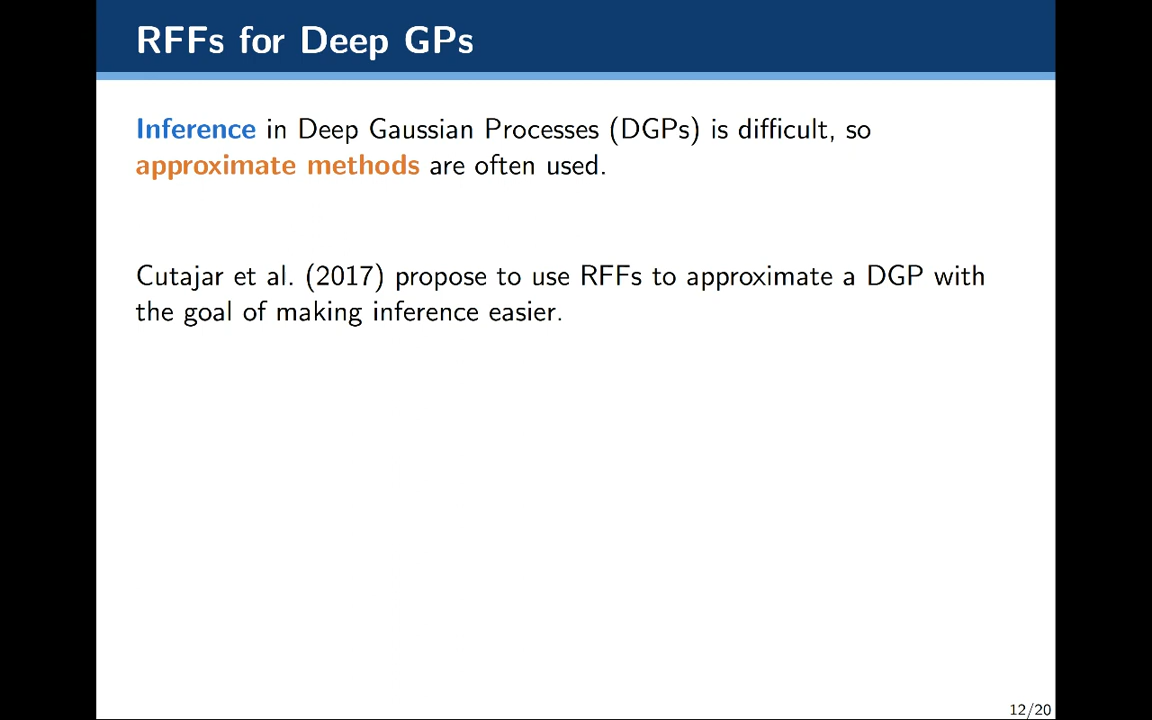 RFFs for Deep GPs
Inference in Deep Gaussian Processes (DGPs) is difficult, so
approximate methods are often used.
Cutajar et al. (2017) propose to use RFFs to approximate a DGP with
the goal of making inference easier.
12/20